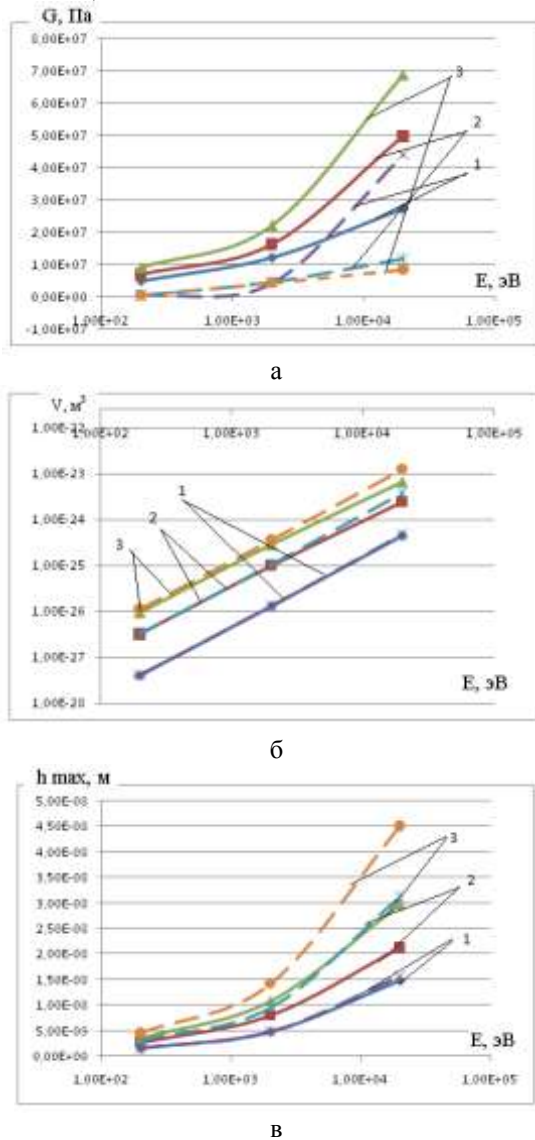 G, Па
8,00E+07
7,00E+07
6,00E+07
5,00E+07
4,00E+07
3,00E+07
2,00E+07
1,00E+07
0,00E+00
-1,00E+07
1,00E+02 1,00E+03 1,00E+04 1,00E+05
3
2
1
E, эВ
а
V, м³
1,00E-22
1,00E-23
1,00E-24
1,00E-25
1,00E-26
1,00E-27
1,00E-28
1,00E+02 1,00E+03 1,00E+04 1,00E+05
1
2
3
E, эВ
б
h max, м
5,00E-08
4,50E-08
4,00E-08
3,50E-08
3,00E-08
2,50E-08
2,00E-08
1,50E-08
1,00E-08
5,00E-09
0,00E+00
1,00E+02 1,00E+03 1,00E+04 1,00E+05
3
2
1
E, эВ
в